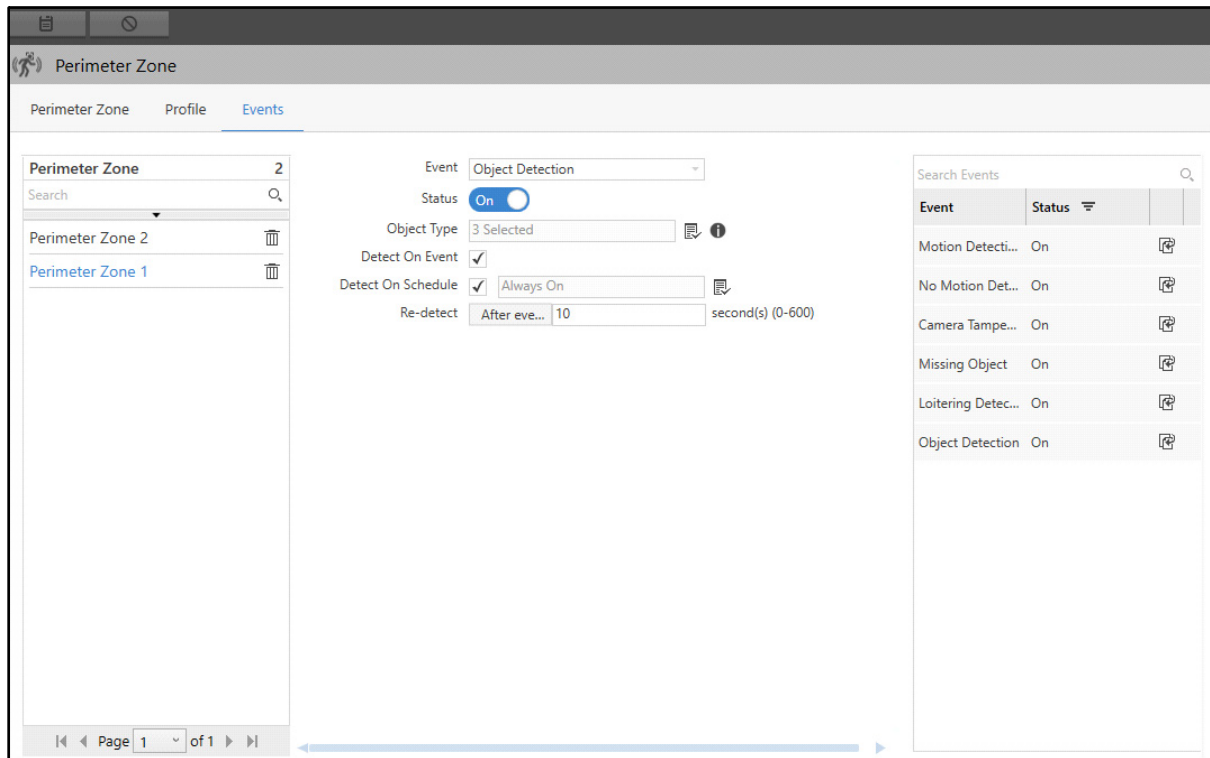 Perimeter Zone
Perimeter Zone Profile Events
Perimeter Zone 2
Search
Perimeter Zone 2
Perimeter Zone 1
Page 1 of 1
Event Object Detection
Status On
Object Type 3 Selected
Detect On Event
Detect On Schedule Always On
Re-detect After eve... 10 second(s) (0-600)
Search Events
Event Status
Motion Detecti... On
No Motion Det... On
Camera Tampe... On
Missing Object On
Loitering Detec... On
Object Detection On